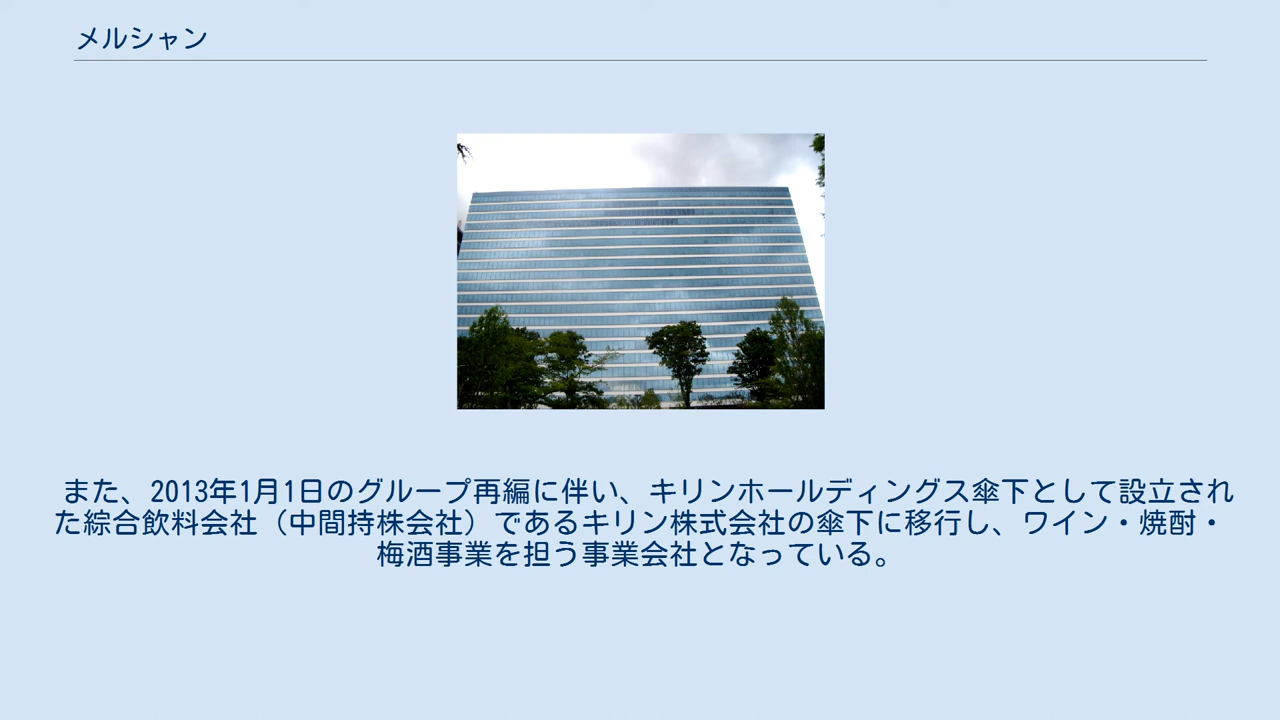 メルシャン
また、2013年1月1日のグループ再編に伴い、キリンホールディングス傘下として設立され
た綜合飲料会社（中間持株会社）であるキリン株式会社の傘下に移行し、ワイン・焼酎・
梅酒事業を担う事業会社となっている。